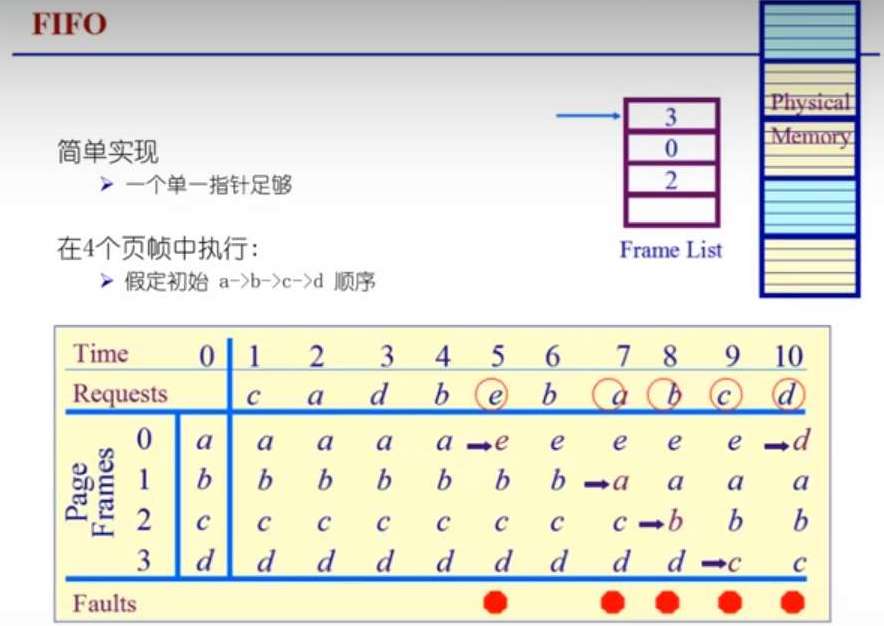 FIFO
Physical
Memory
3
0
2
Frame List
简单实现
➢ 一个单一指针足够
在4个页帧中执行：
➢ 假定初始 a->b->c->d 顺序
Time 0 1 2 3 4 5 6 7 8 9 10
Requests c a d b e b a b c d
Page Frames
0 a a a a a e e e e e d
1 b b b b b b b a a a a
2 c c c c c c c c b b b
3 d d d d d d d d d c c
Faults